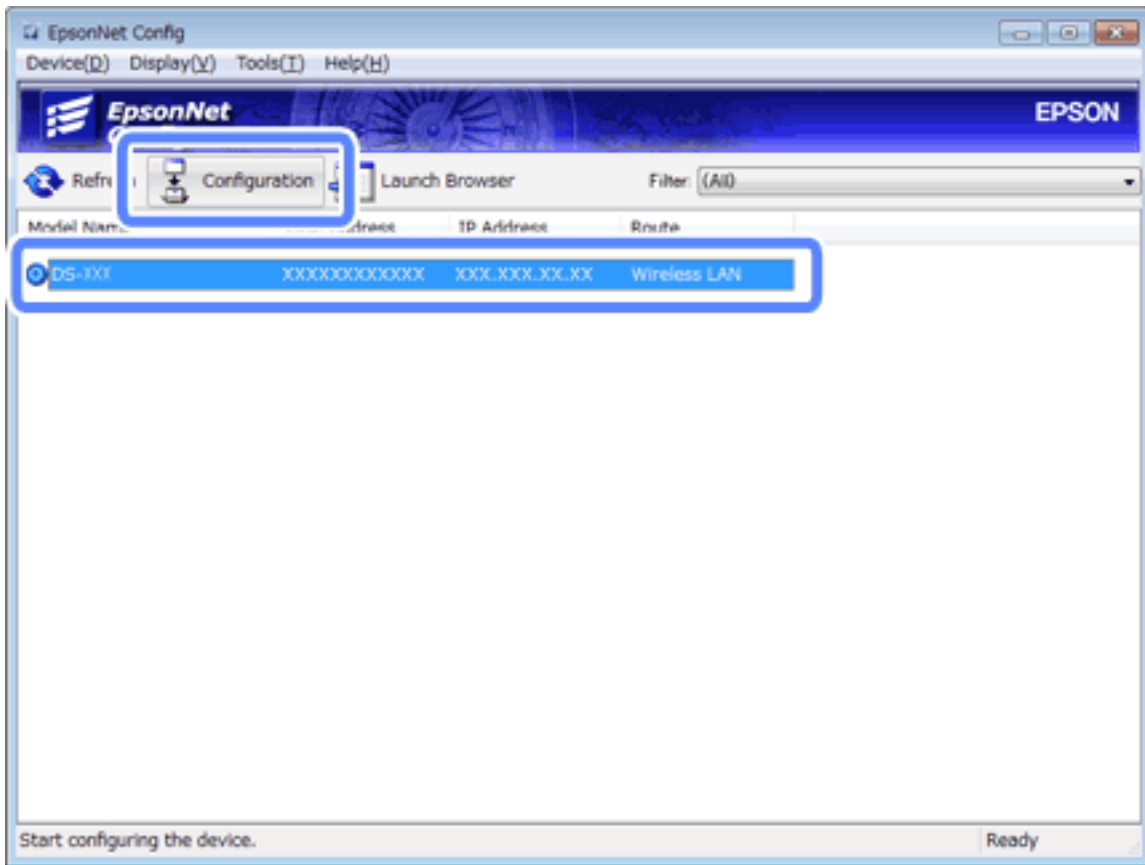 EpsonNet Config
Device(D) Display(V) Tools(T) Help(H)
EpsonNet
EPSON
Configuration Launch Browser Filter: (All)
Model IP Address Route
DS-XXX XXXXXXXXXXXX XXX.XXX.XX.XX Wireless LAN
Start configuring the device. Ready